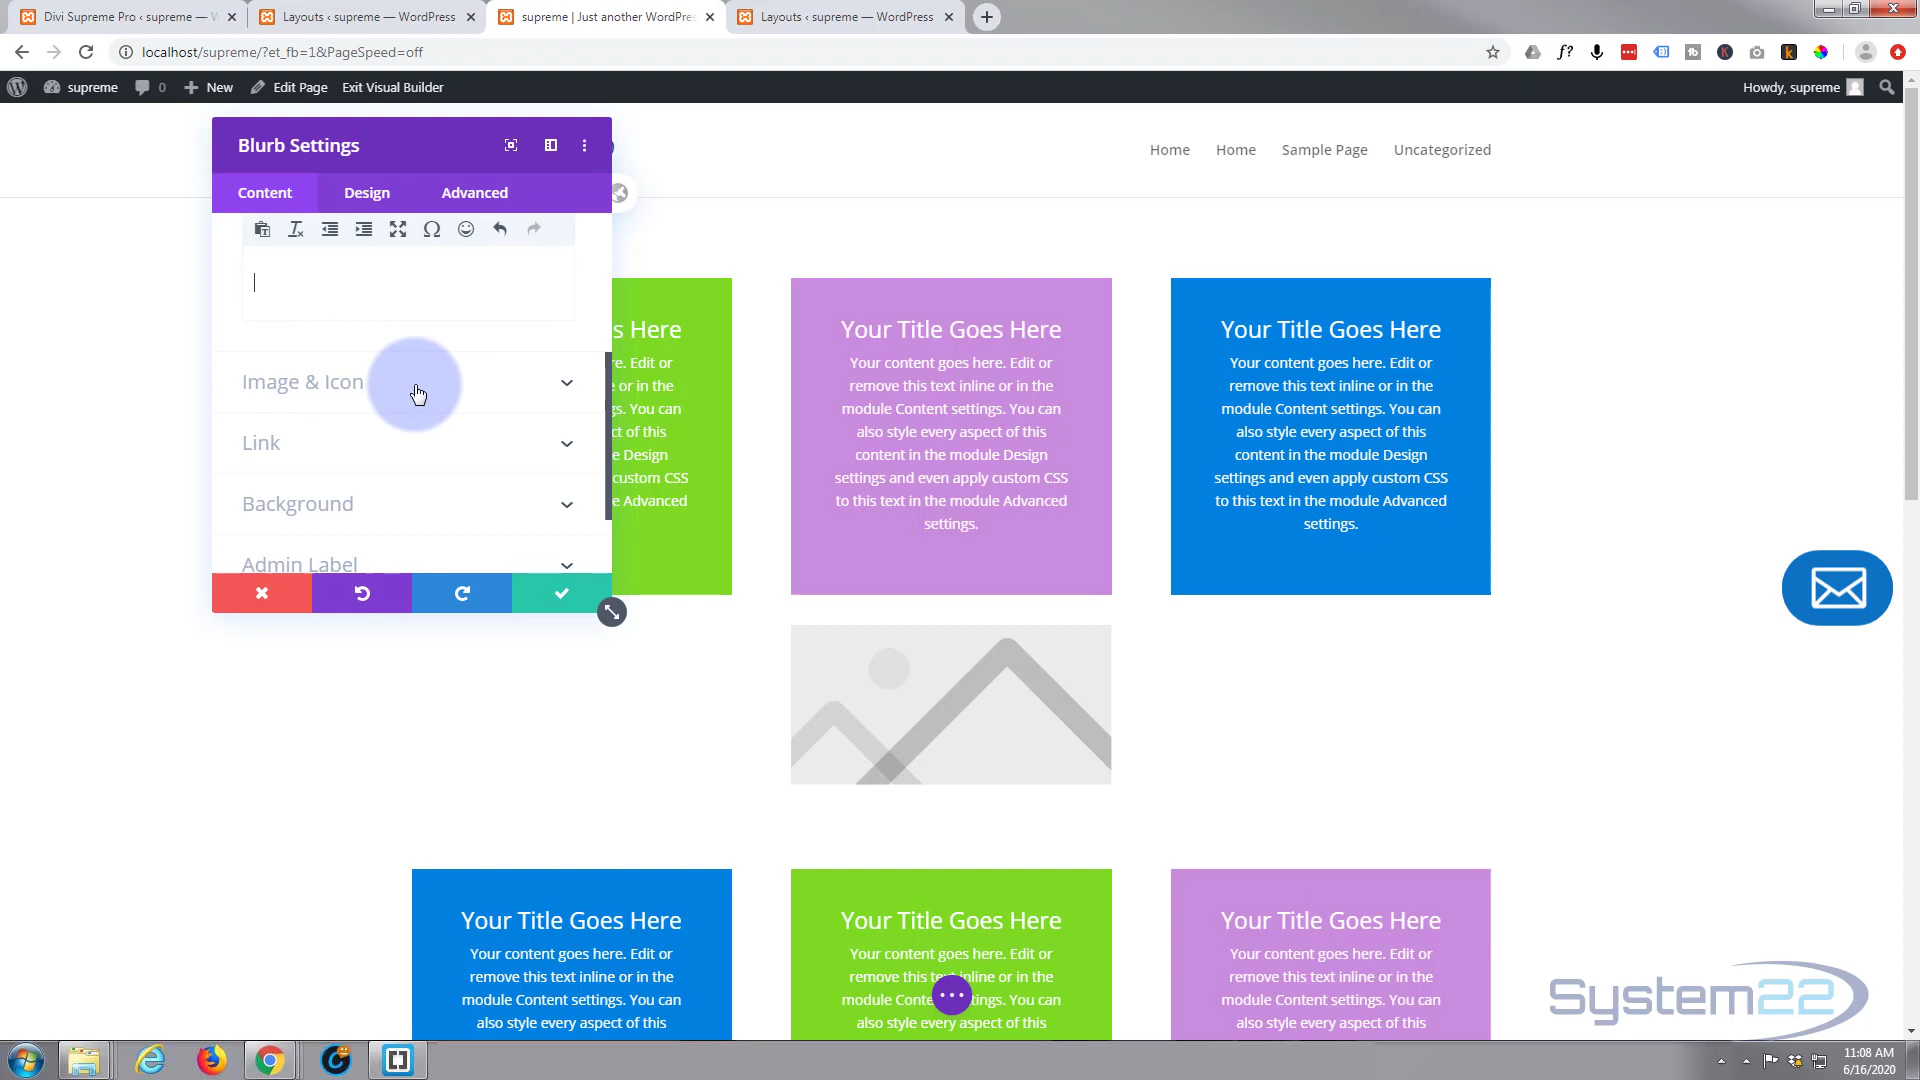 Divi Supreme Pro ‹ supreme — W
Layouts ‹ supreme — WordPress
supreme | Just another WordPres
Layouts ‹ supreme — WordPress
localhost/supreme/?et_fb=1&PageSpeed=off
supreme
0
New
Edit Page
Exit Visual Builder
Howdy, supreme
Blurb Settings
Content
Design
Advanced
Home
Home
Sample Page
Uncategorized
Image & Icon
Link
Background
Admin Label
s Here
re. Edit or
e or in the
gs. You can
ct of this
e Design
custom CSS
e Advanced
Your Title Goes Here
Your content goes here. Edit or
remove this text inline or in the
module Content settings. You can
also style every aspect of this
content in the module Design
settings and even apply custom CSS
to this text in the module Advanced
settings.
Your Title Goes Here
Your content goes here. Edit or
remove this text inline or in the
module Content settings. You can
also style every aspect of this
content in the module Design
settings and even apply custom CSS
to this text in the module Advanced
settings.
Your Title Goes Here
Your content goes here. Edit or
remove this text inline or in the
module Content settings. You can
also style every aspect of this
Your Title Goes Here
Your content goes here. Edit or
remove this text inline or in the
module Conte tings. You can
also style every aspect of this
Your Title Goes Here
Your content goes here. Edit or
remove this text inline or in the
module Content settings. You can
also style every aspect of this
System22
11:08 AM
6/16/2020